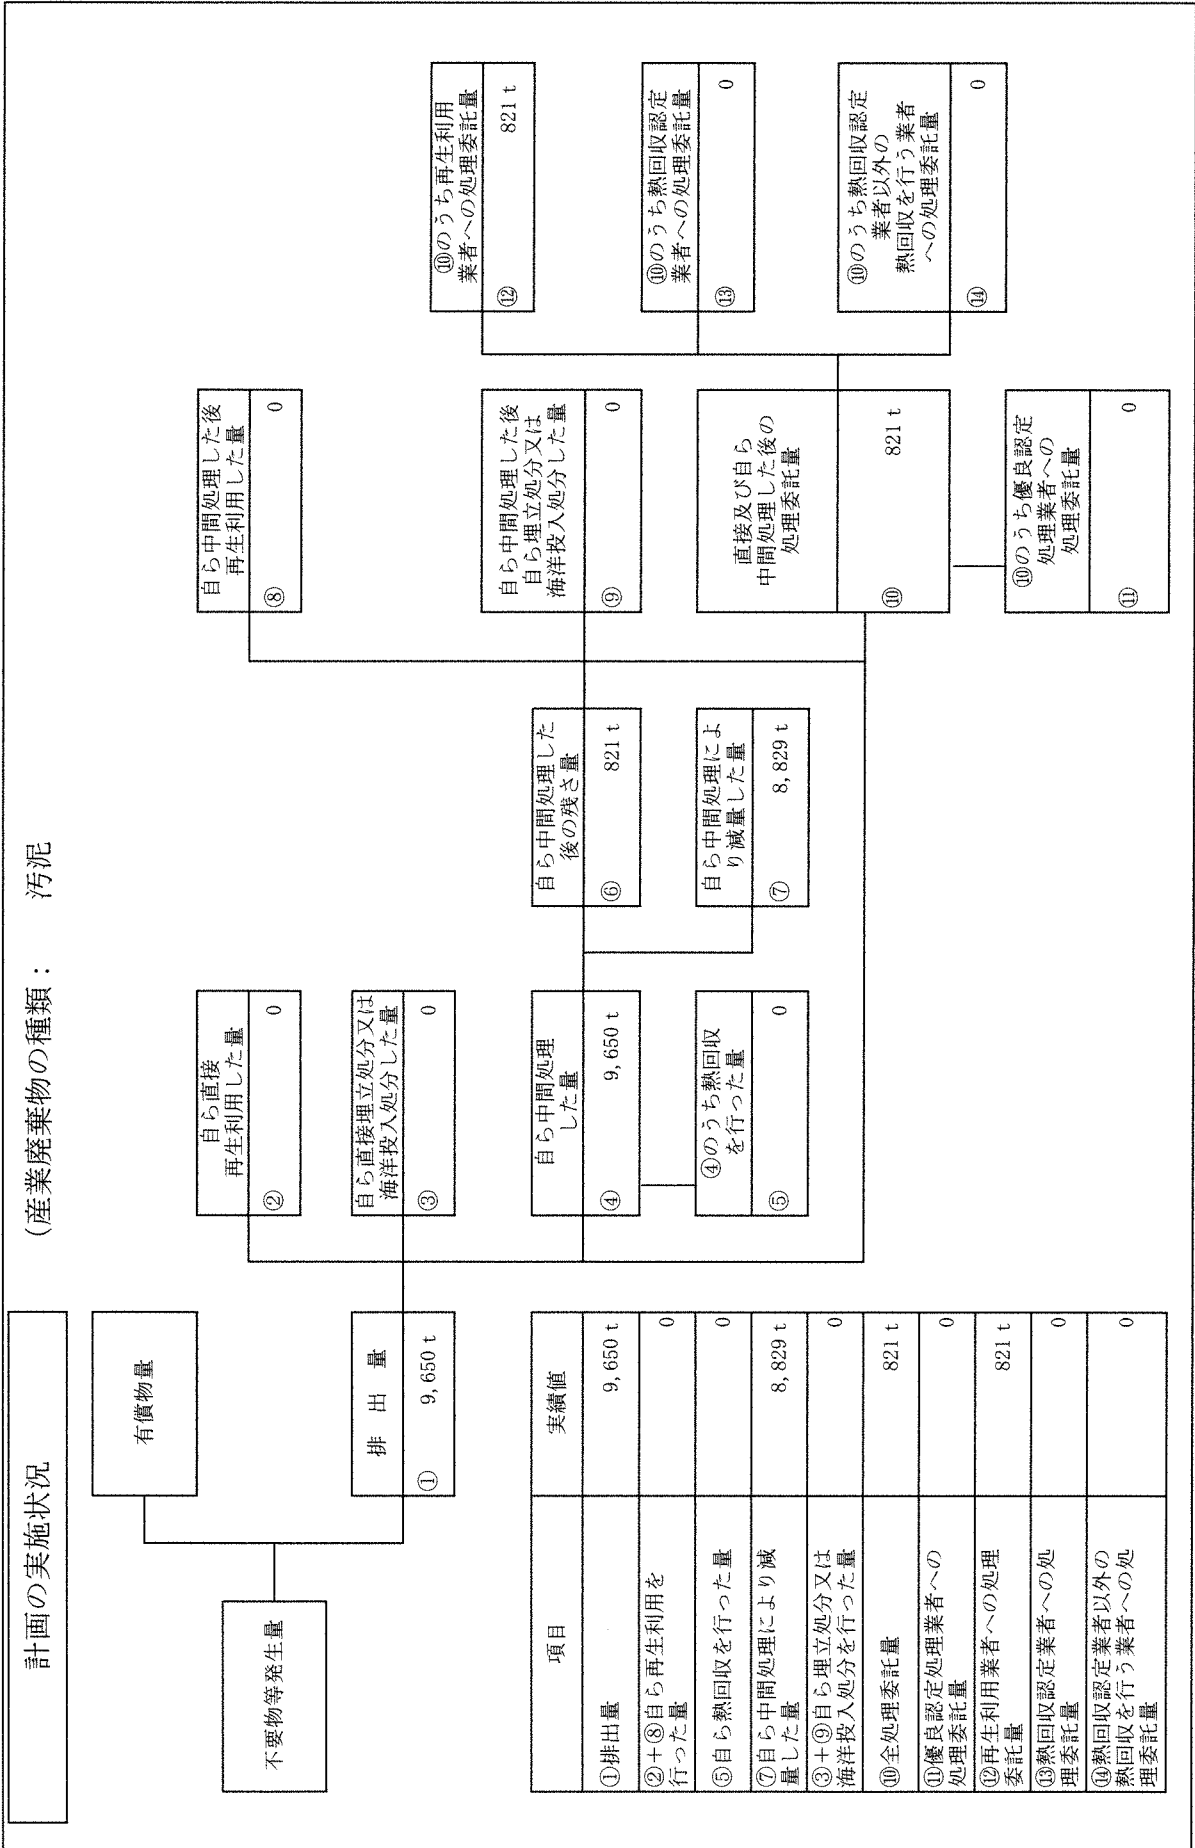 計画の実施状況
(産業廃棄物の種類： 汚泥
不要物等発生量
有償物量
排 出 量
① 9,650 t
自ら直接
再生利用した量
② 0
自ら直接埋立処分又は
海洋投入処分した量
③ 0
自ら中間処理
した量
④ 9,650 t
④のうち熱回収
を行った量
⑤ 0
自ら中間処理した
後の残さ量
⑥ 821 t
自ら中間処理によ
り減量した量
⑦ 8,829 t
自ら中間処理した後
再生利用した量
⑧ 0
自ら中間処理した後
自ら埋立処分又は
海洋投入処分した量
⑨ 0
直接及び自ら
中間処理した後の
処理委託量
⑩ 821 t
⑩のうち優良認定
処理業者への
処理委託量
⑪ 0
⑩のうち再生利用
業者への処理委託量
⑫ 821 t
⑩のうち熱回収認定
業者への処理委託量
⑬ 0
⑩のうち熱回収認定
業者以外の
熱回収を行う業者
への処理委託量
⑭ 0
項目 実績値
①排出量 9,650 t
②+⑧自ら再生利用を
行った量 0
⑤自ら熱回収を行った量 0
⑦自ら中間処理により減
量した量 8,829 t
③+⑨自ら埋立処分又は
海洋投入処分を行った量 0
⑩全処理委託量 821 t
⑪優良認定処理業者への
処理委託量 0
⑫再生利用業者への処理
委託量 821 t
⑬熱回収認定業者への処
理委託量 0
⑭熱回収認定業者以外の
熱回収を行う業者への処
理委託量 0